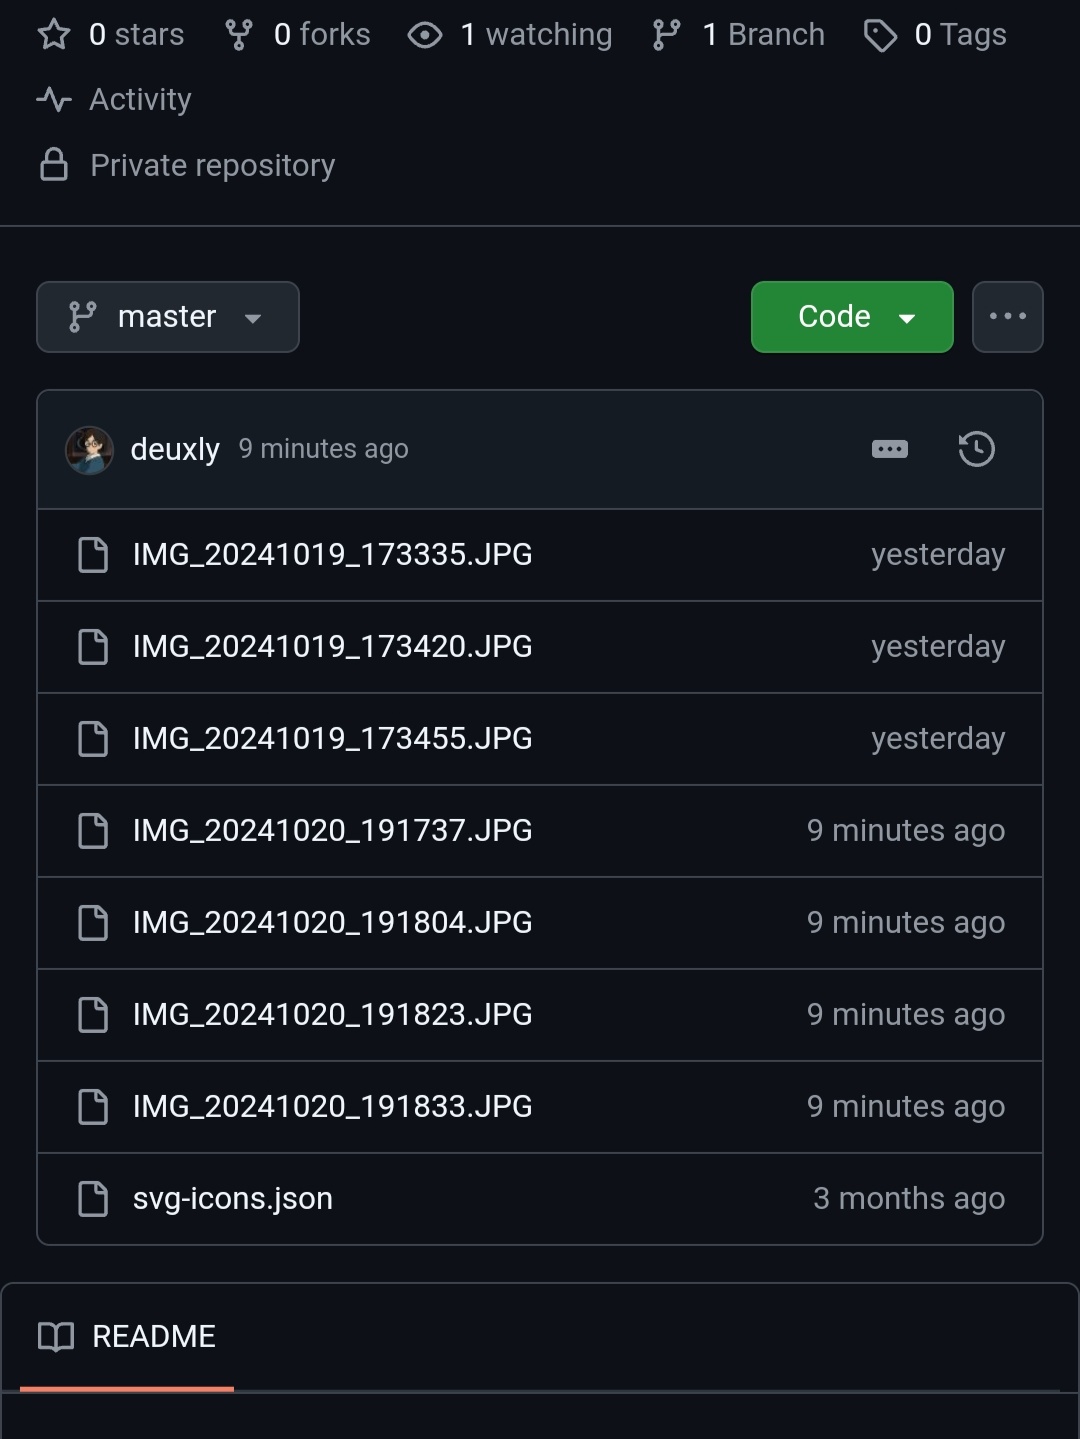 0 stars 0 forks 1 watching 1 Branch 0 Tags
Activity
Private repository
master Code
deuxly 9 minutes ago
IMG_20241019_173335.JPG yesterday
IMG_20241019_173420.JPG yesterday
IMG_20241019_173455.JPG yesterday
IMG_20241020_191737.JPG 9 minutes ago
IMG_20241020_191804.JPG 9 minutes ago
IMG_20241020_191823.JPG 9 minutes ago
IMG_20241020_191833.JPG 9 minutes ago
svg-icons.json 3 months ago
README